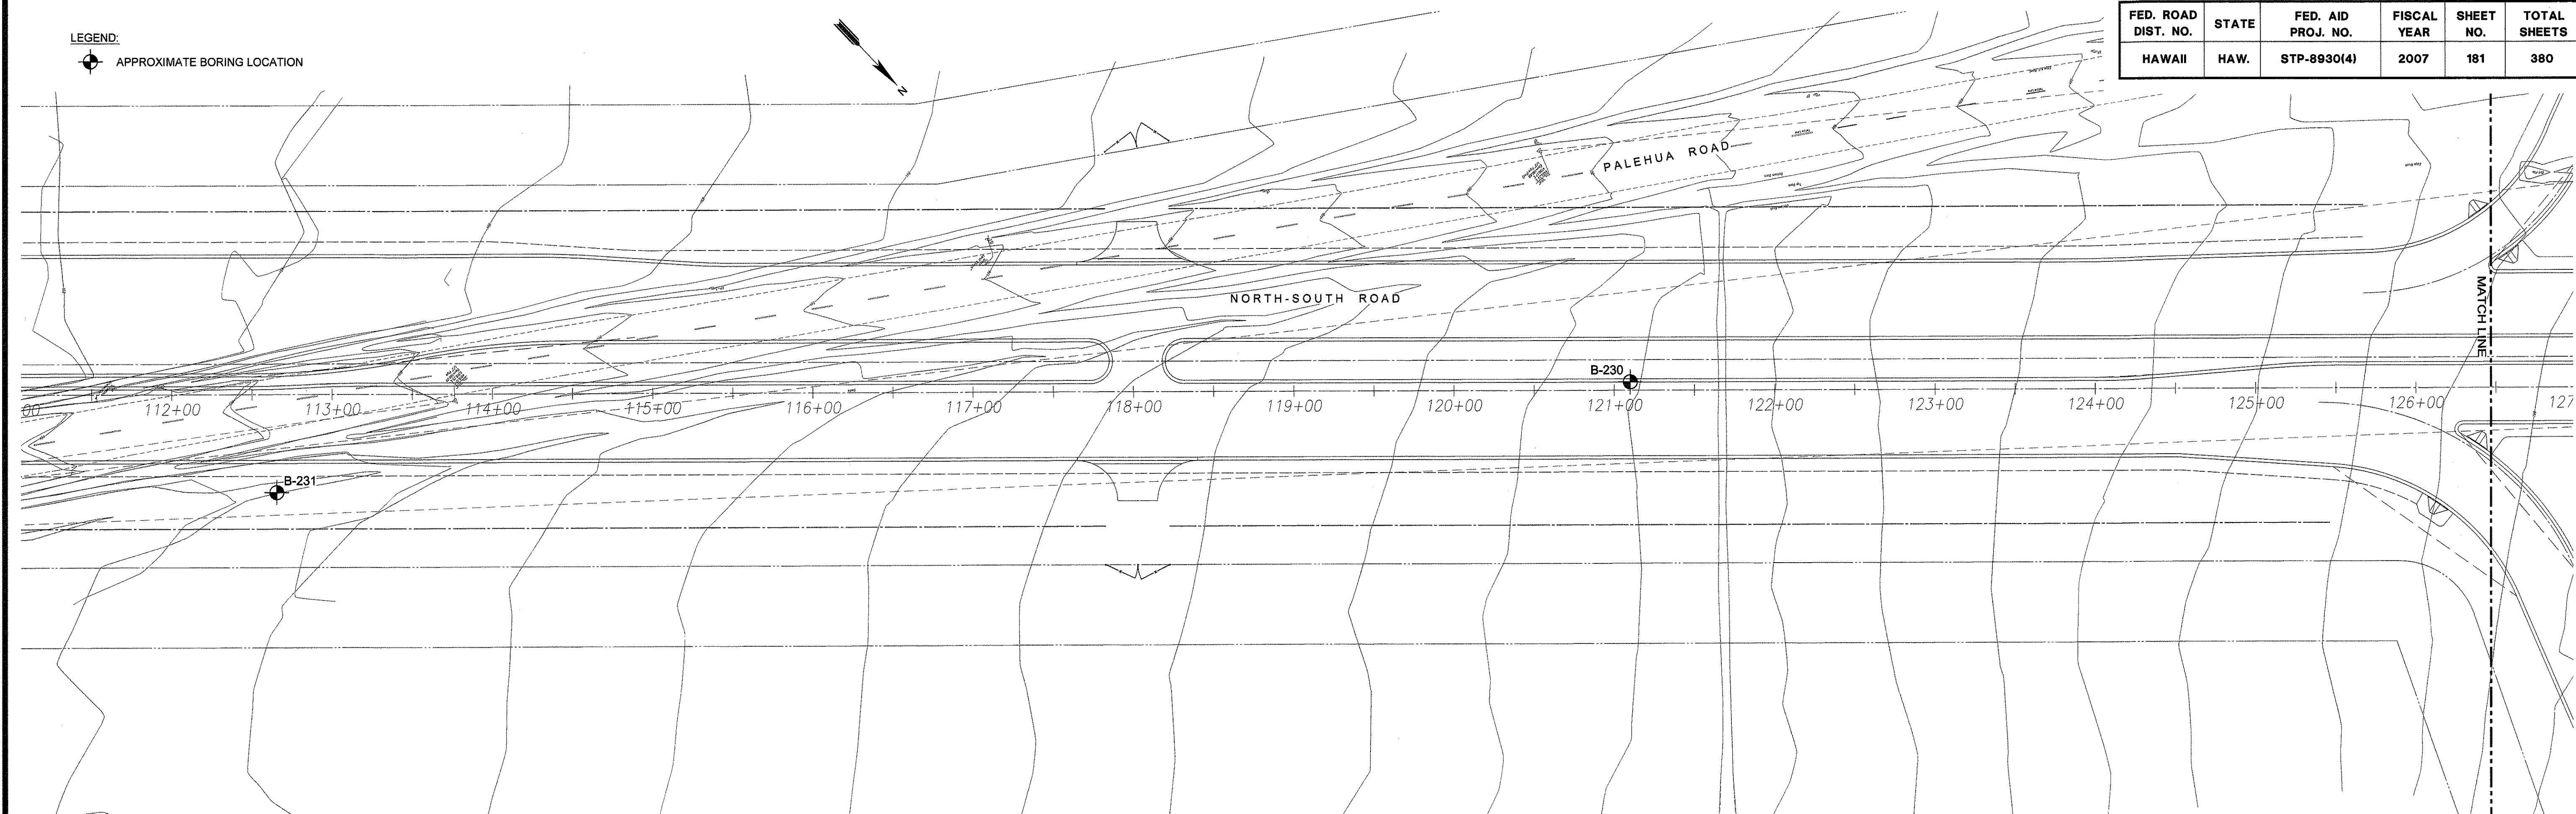 LEGEND:
APPROXIMATE BORING LOCATION
N
FED. ROAD DIST. NO. STATE FED. AID PROJ. NO. FISCAL YEAR SHEET NO. TOTAL SHEETS
HAWAII HAW. STP-8930(4) 2007 181 380
PALEHUA ROAD
NORTH-SOUTH ROAD
MATCH LINE
B-230
00 112+00 113+00 114+00 115+00 116+00 117+00 118+00 119+00 120+00 121+00 122+00 123+00 124+00 125+00 126+00 127
B-231